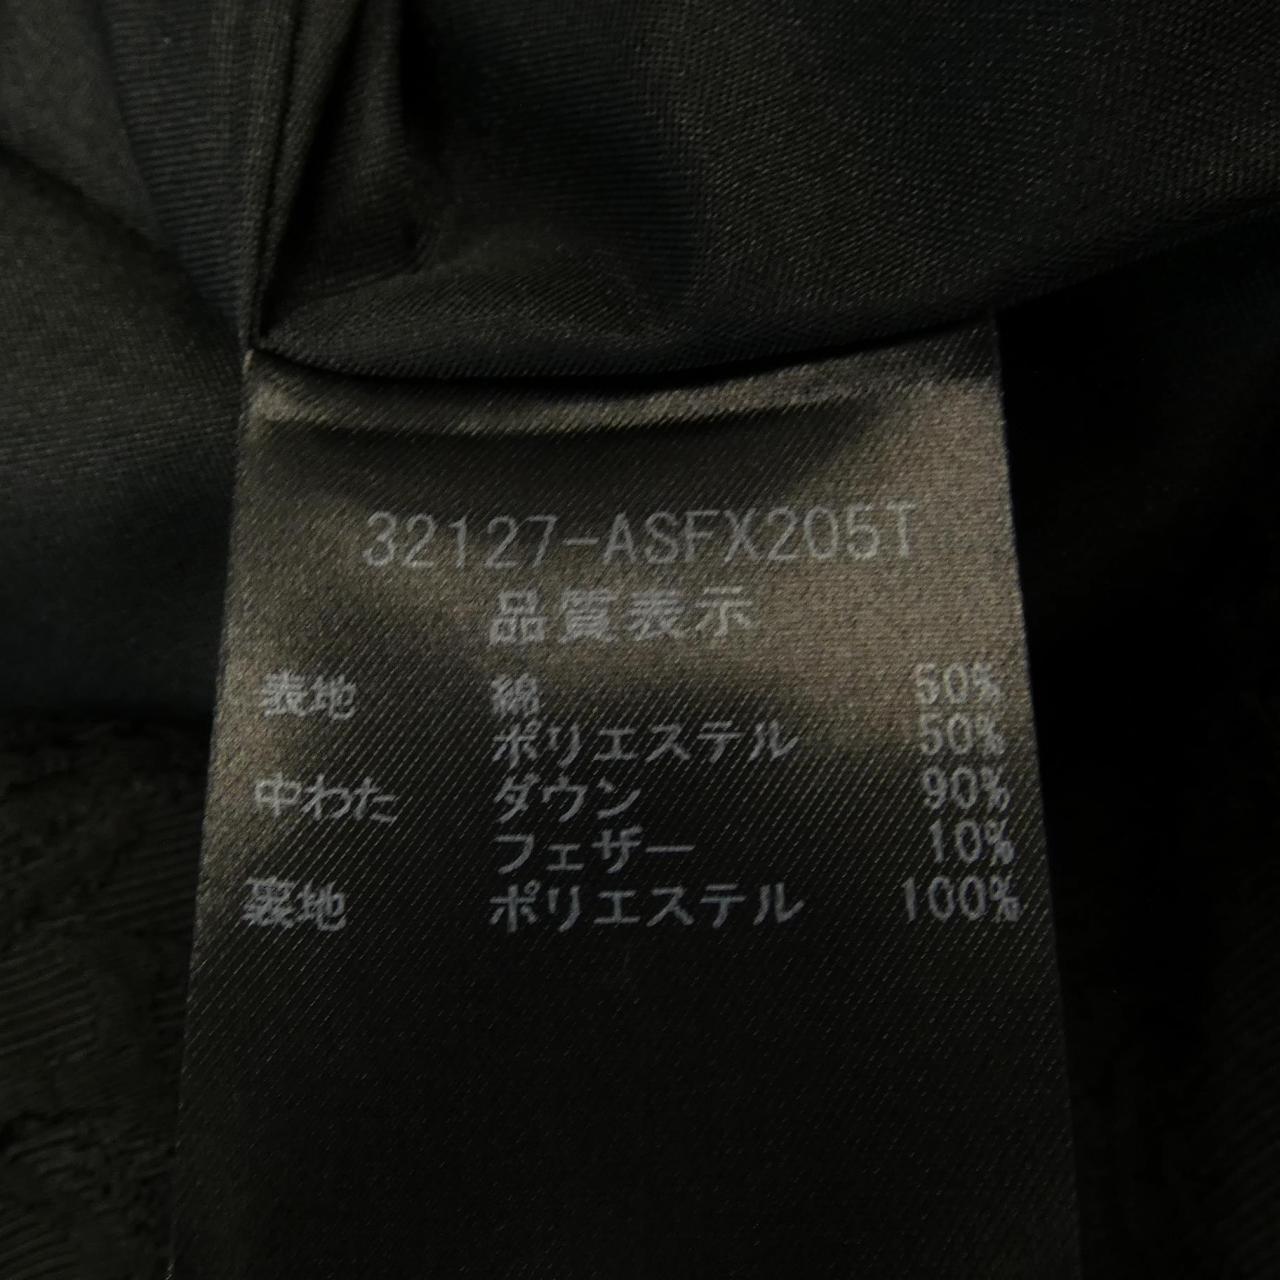 32127-ASFX205T
品質表示
表地 綿 50%
ポリエステル 50%
中わた ダウン 90%
フェザー 10%
裏地 ポリエステル 100%